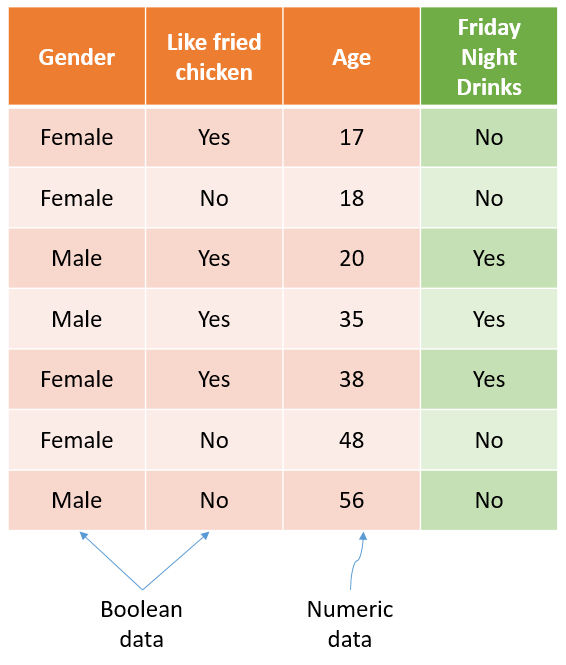 Gender Like fried chicken Age Friday Night Drinks
Female Yes 17 No
Female No 18 No
Male Yes 20 Yes
Male Yes 35 Yes
Female Yes 38 Yes
Female No 48 No
Male No 56 No
Boolean data
Numeric data